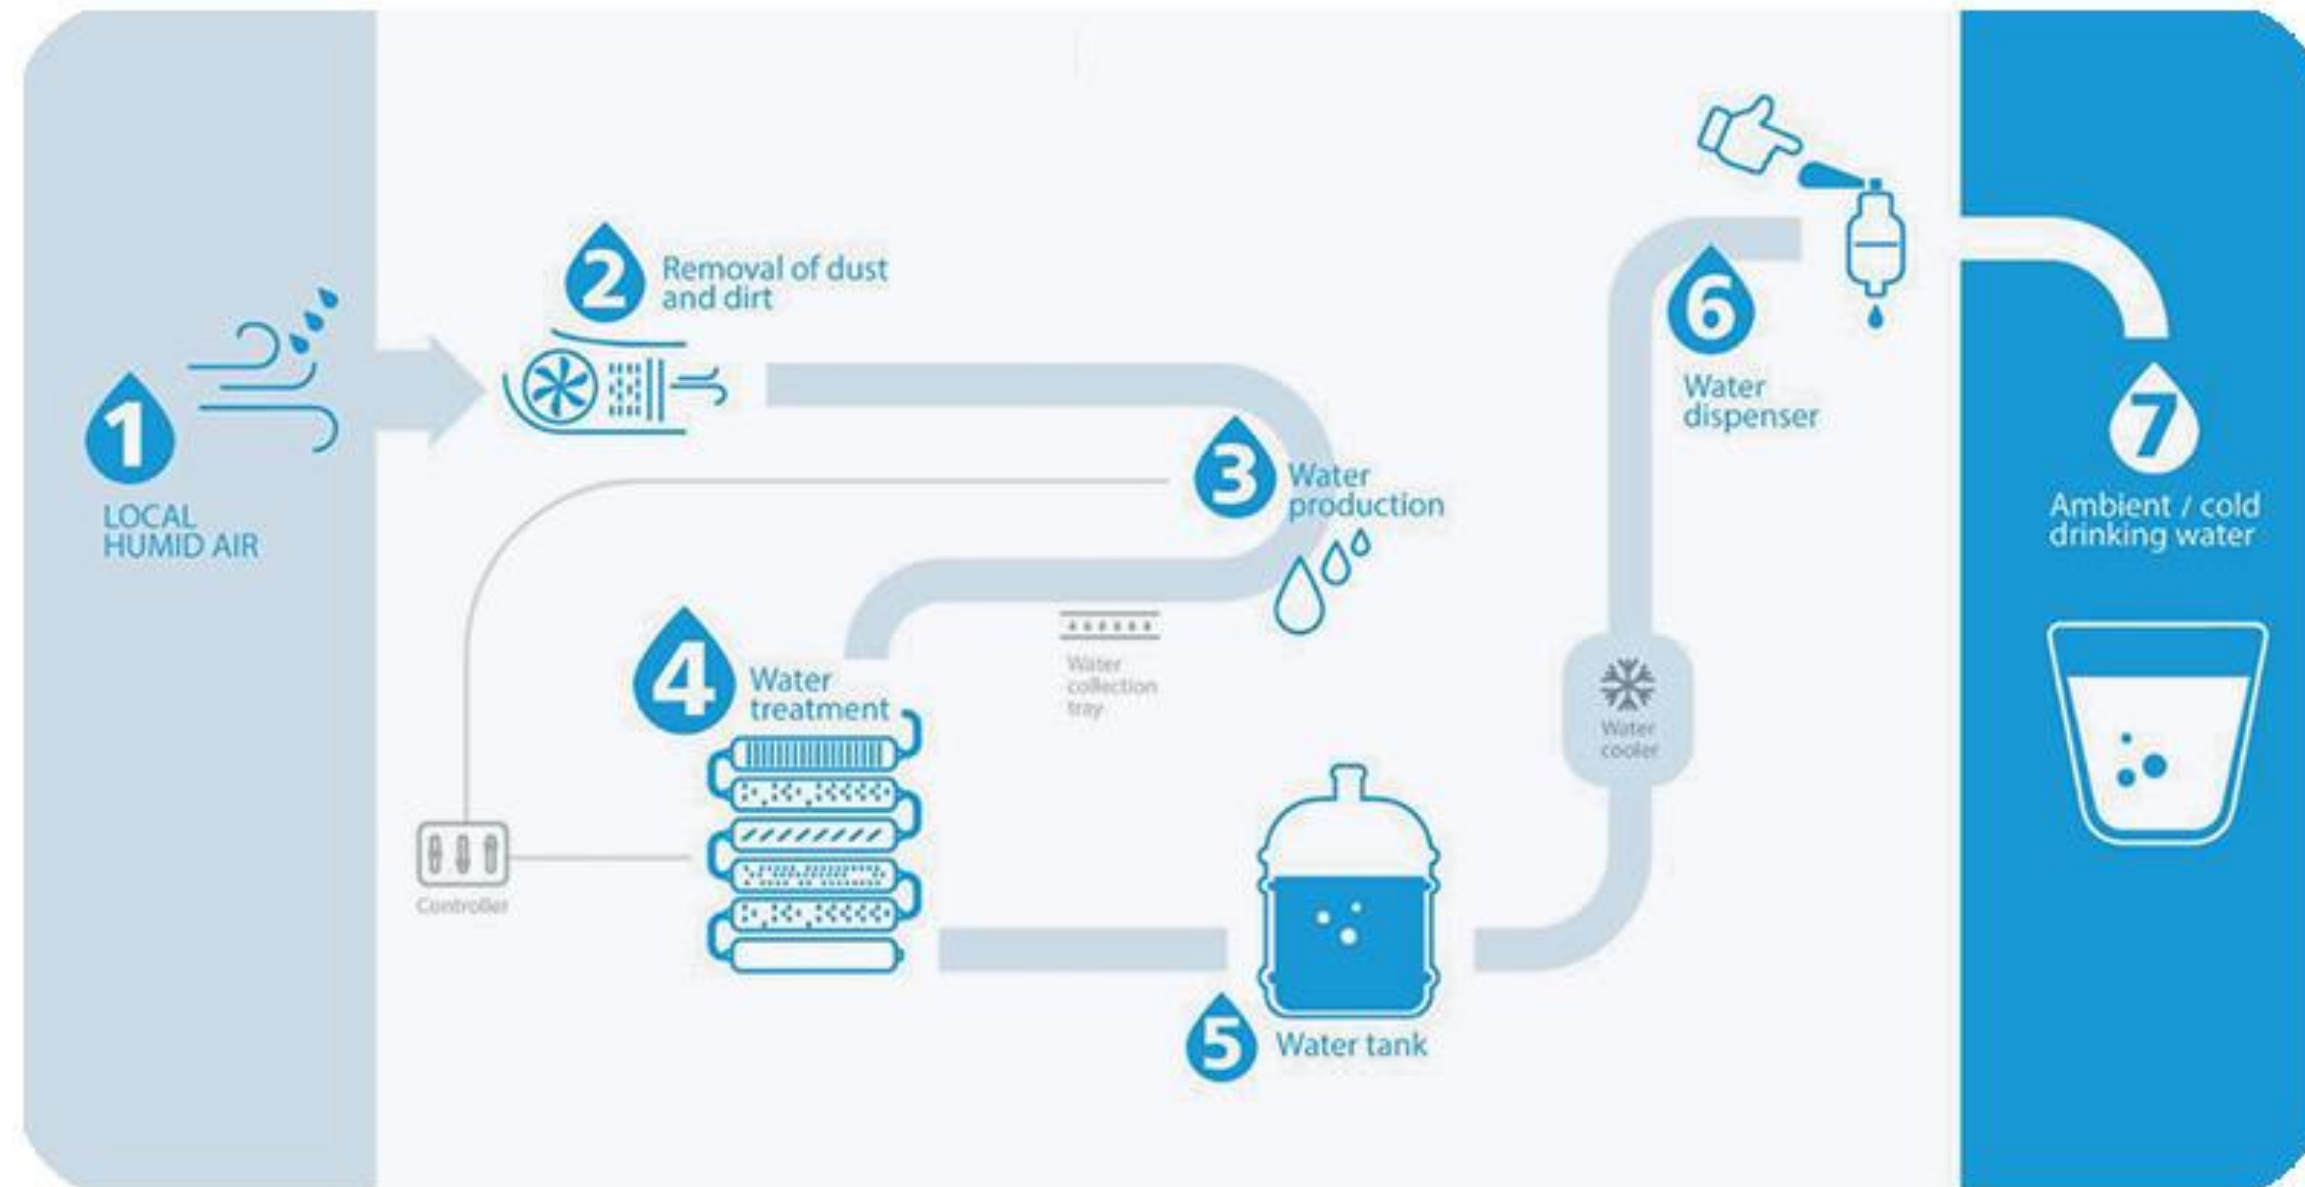 1
LOCAL
HUMID AIR
2
Removal of dust
and dirt
3
Water
production
Water
collection
tray
4
Water
treatment
Controller
5
Water tank
Water
cooler
6
Water
dispenser
7
Ambient / cold
drinking water